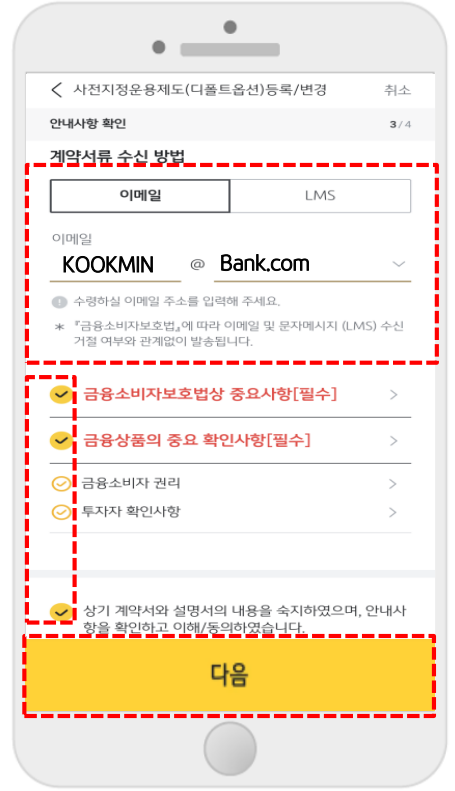 사전지정운용제도(디폴트옵션)등록/변경 취소
안내사항 확인 3/4
계약서류 수신 방법
이메일 LMS
이메일
KOOKMIN @ Bank.com
수령하실 이메일 주소를 입력해 주세요.
* 『금융소비자보호법』에 따라 이메일 및 문자메시지 (LMS) 수신
거절 여부와 관계없이 발송됩니다.
금융소비자보호법상 중요사항[필수]
금융상품의 중요 확인사항[필수]
금융소비자 권리
투자자 확인사항
상기 계약서와 설명서의 내용을 숙지하였으며, 안내사
항을 확인하고 이해/동의하였습니다.
다음